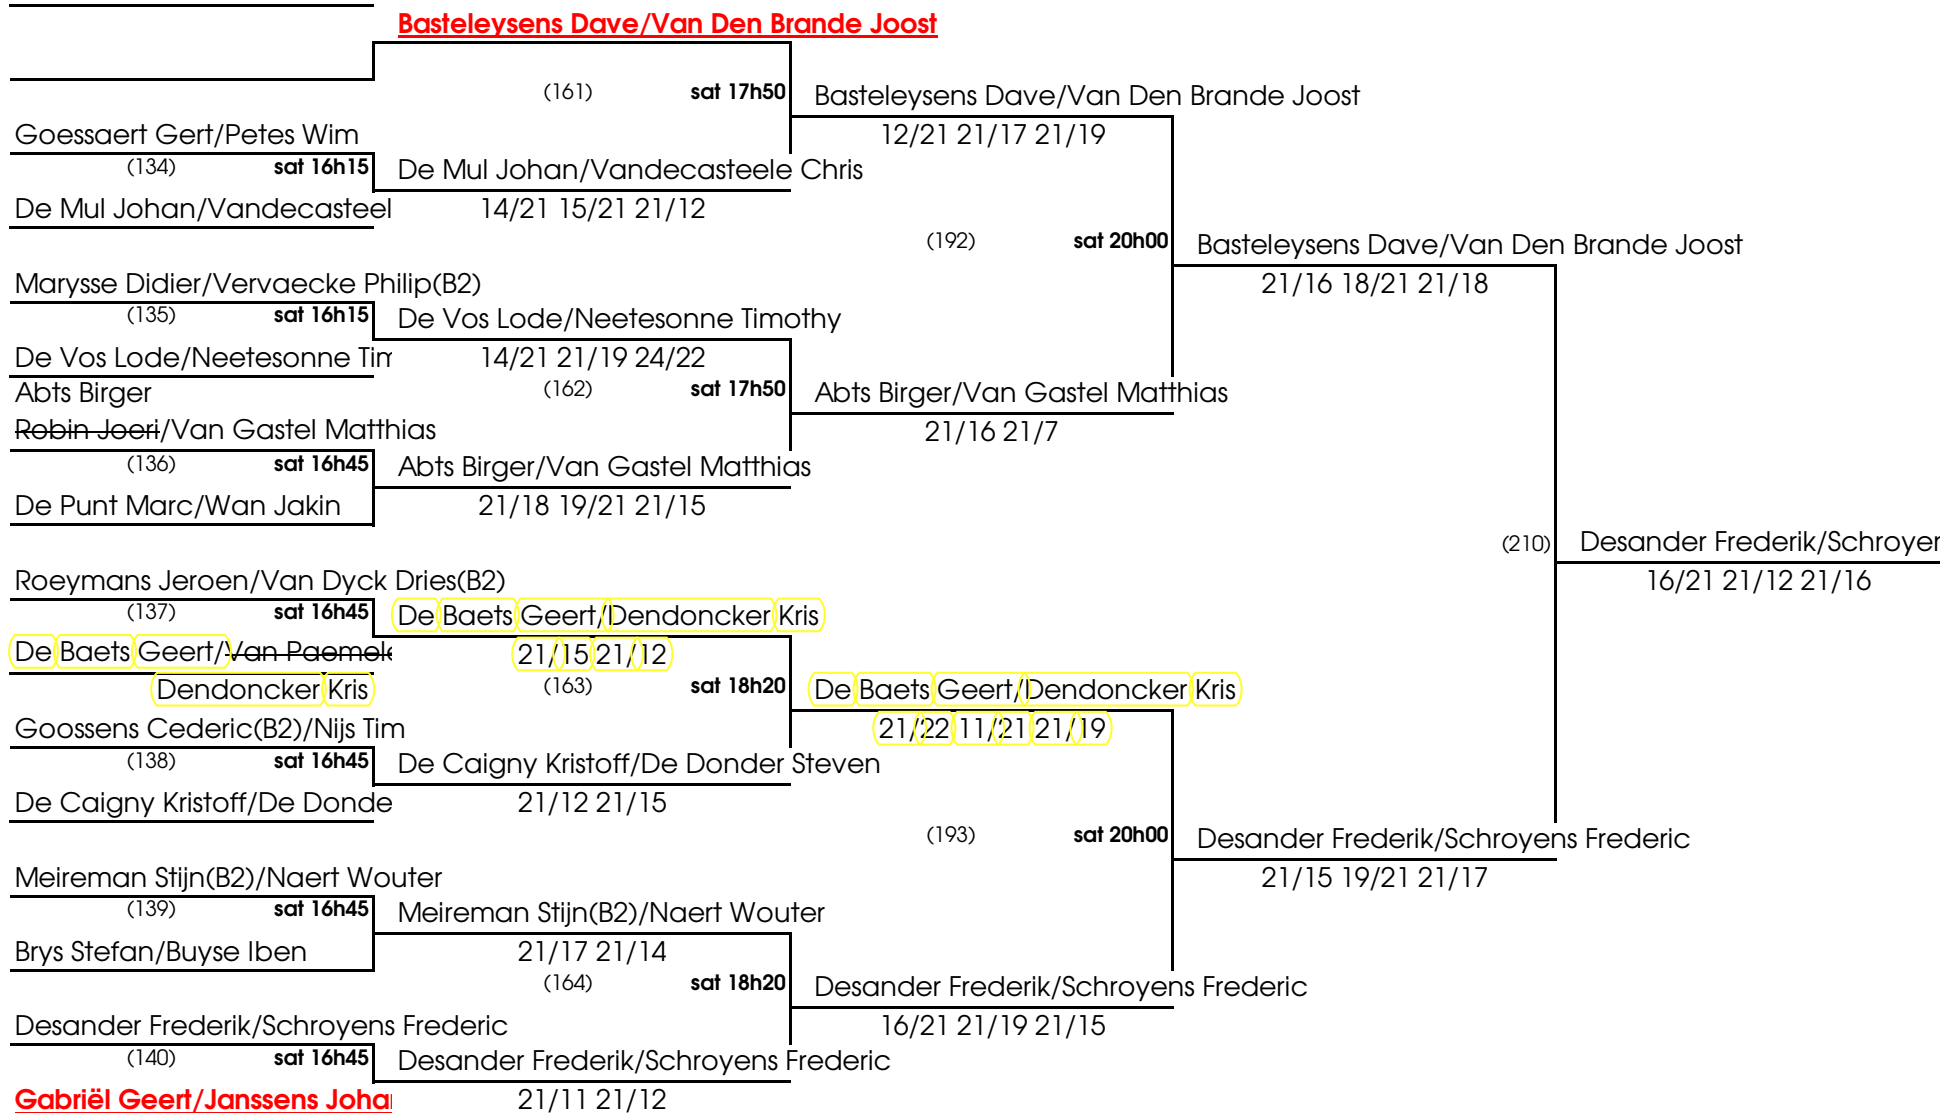 Basteleysens Dave/Van Den Brande Joost
(161) sat 17h50
Basteleysens Dave/Van Den Brande Joost
12/21 21/17 21/19
Goessaert Gert/Petes Wim
(134) sat 16h15
De Mul Johan/Vandecasteele Chris
De Mul Johan/Vandecasteel
14/21 15/21 21/12
(192) sat 20h00
Basteleysens Dave/Van Den Brande Joost
21/16 18/21 21/18
Marysse Didier/Vervaecke Philip(B2)
(135) sat 16h15
De Vos Lode/Neetesonne Timothy
De Vos Lode/Neetesonne Tim
14/21 21/19 24/22
Abts Birger
(162) sat 17h50
Abts Birger/Van Gastel Matthias
21/16 21/7
Robin Joeri/Van Gastel Matthias
(136) sat 16h45
Abts Birger/Van Gastel Matthias
De Punt Marc/Wan Jakin
21/18 19/21 21/15
(210)
Desander Frederik/Schroyen
16/21 21/12 21/16
Roeymans Jeroen/Van Dyck Dries(B2)
(137) sat 16h45
De Baets Geert/Dendoncker Kris
De Baets Geert/Van Paemele
21/15 21/12
Dendoncker Kris
(163) sat 18h20
De Baets Geert/Dendoncker Kris
21/22 11/21 21/19
Goossens Cederic(B2)/Nijs Tim
(138) sat 16h45
De Caigny Kristoff/De Donder Steven
De Caigny Kristoff/De Donde
21/12 21/15
(193) sat 20h00
Desander Frederik/Schroyens Frederic
21/15 19/21 21/17
Meireman Stijn(B2)/Naert Wouter
(139) sat 16h45
Meireman Stijn(B2)/Naert Wouter
Brys Stefan/Buyse Iben
21/17 21/14
(164) sat 18h20
Desander Frederik/Schroyens Frederic
16/21 21/19 21/15
Desander Frederik/Schroyens Frederic
(140) sat 16h45
Desander Frederik/Schroyens Frederic
Gabriël Geert/Janssens Joha
21/11 21/12